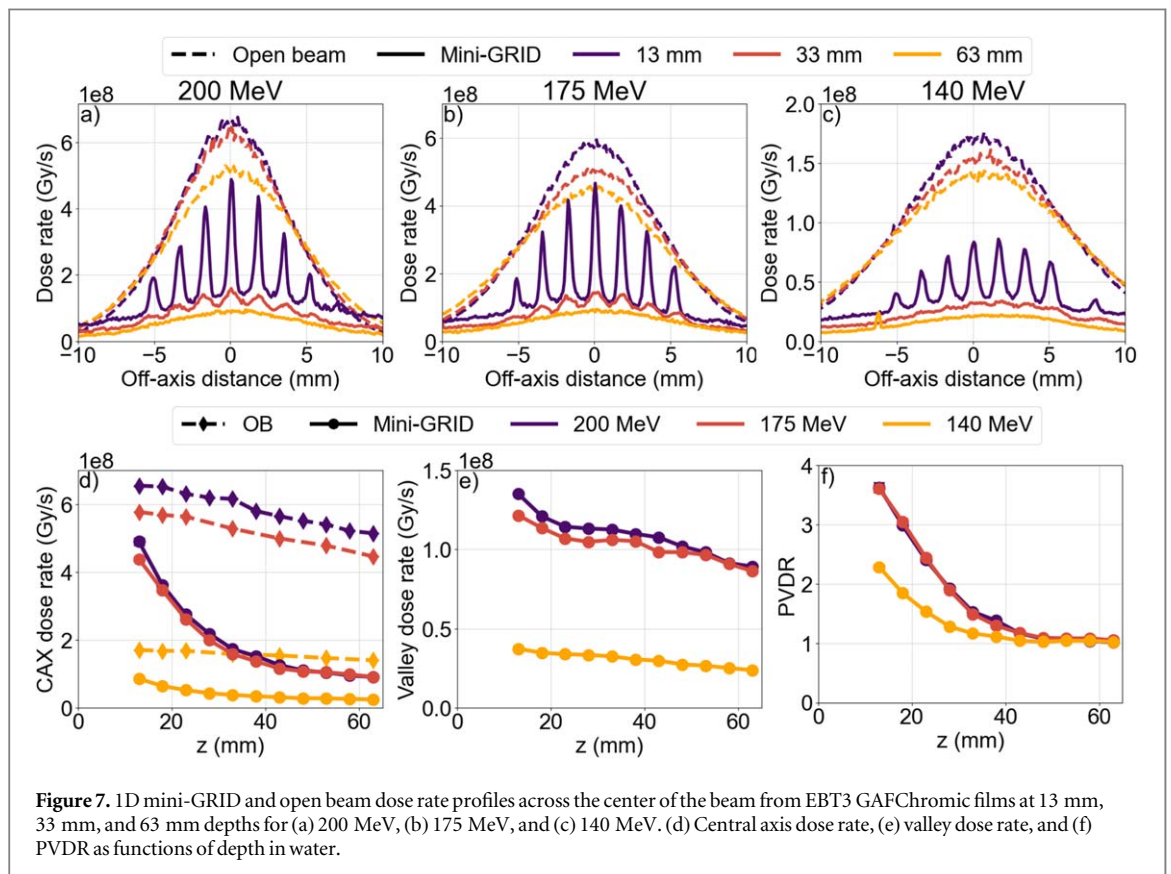 Open beam Mini-GRID 13 mm 33 mm 63 mm
1e8 200 MeV 175 MeV 140 MeV
a) b) c)
Dose rate (Gy/s)
6
4
2
0
−10 −5 0 5 10
Off-axis distance (mm)
1e8
Dose rate (Gy/s)
6
4
2
0
−10 −5 0 5 10
Off-axis distance (mm)
1e8
Dose rate (Gy/s)
2.0
1.5
1.0
0.5
0.0
−10 −5 0 5 10
Off-axis distance (mm)
OB Mini-GRID 200 MeV 175 MeV 140 MeV
1e8
d)
CAX dose rate (Gy/s)
6
4
2
0
0 20 40 60
z (mm)
1e8
e)
Valley dose rate (Gy/s)
1.5
1.0
0.5
0.0
0 20 40 60
z (mm)
f)
PVDR
4
3
2
1
0
0 20 40 60
z (mm)
Figure 7. 1D mini-GRID and open beam dose rate profiles across the center of the beam from EBT3 GAFChromic films at 13 mm,
33 mm, and 63 mm depths for (a) 200 MeV, (b) 175 MeV, and (c) 140 MeV. (d) Central axis dose rate, (e) valley dose rate, and (f)
PVDR as functions of depth in water.